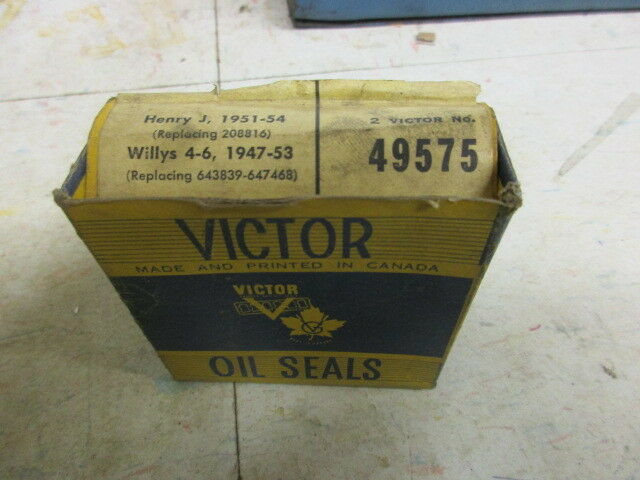 Henry J, 1951-54
(Replacing 208816)
Willys 4-6, 1947-53
(Replacing 643839-647468)
2 VICTOR No.
49575
VICTOR
MADE AND PRINTED IN CANADA
VICTOR
OIL SEALS